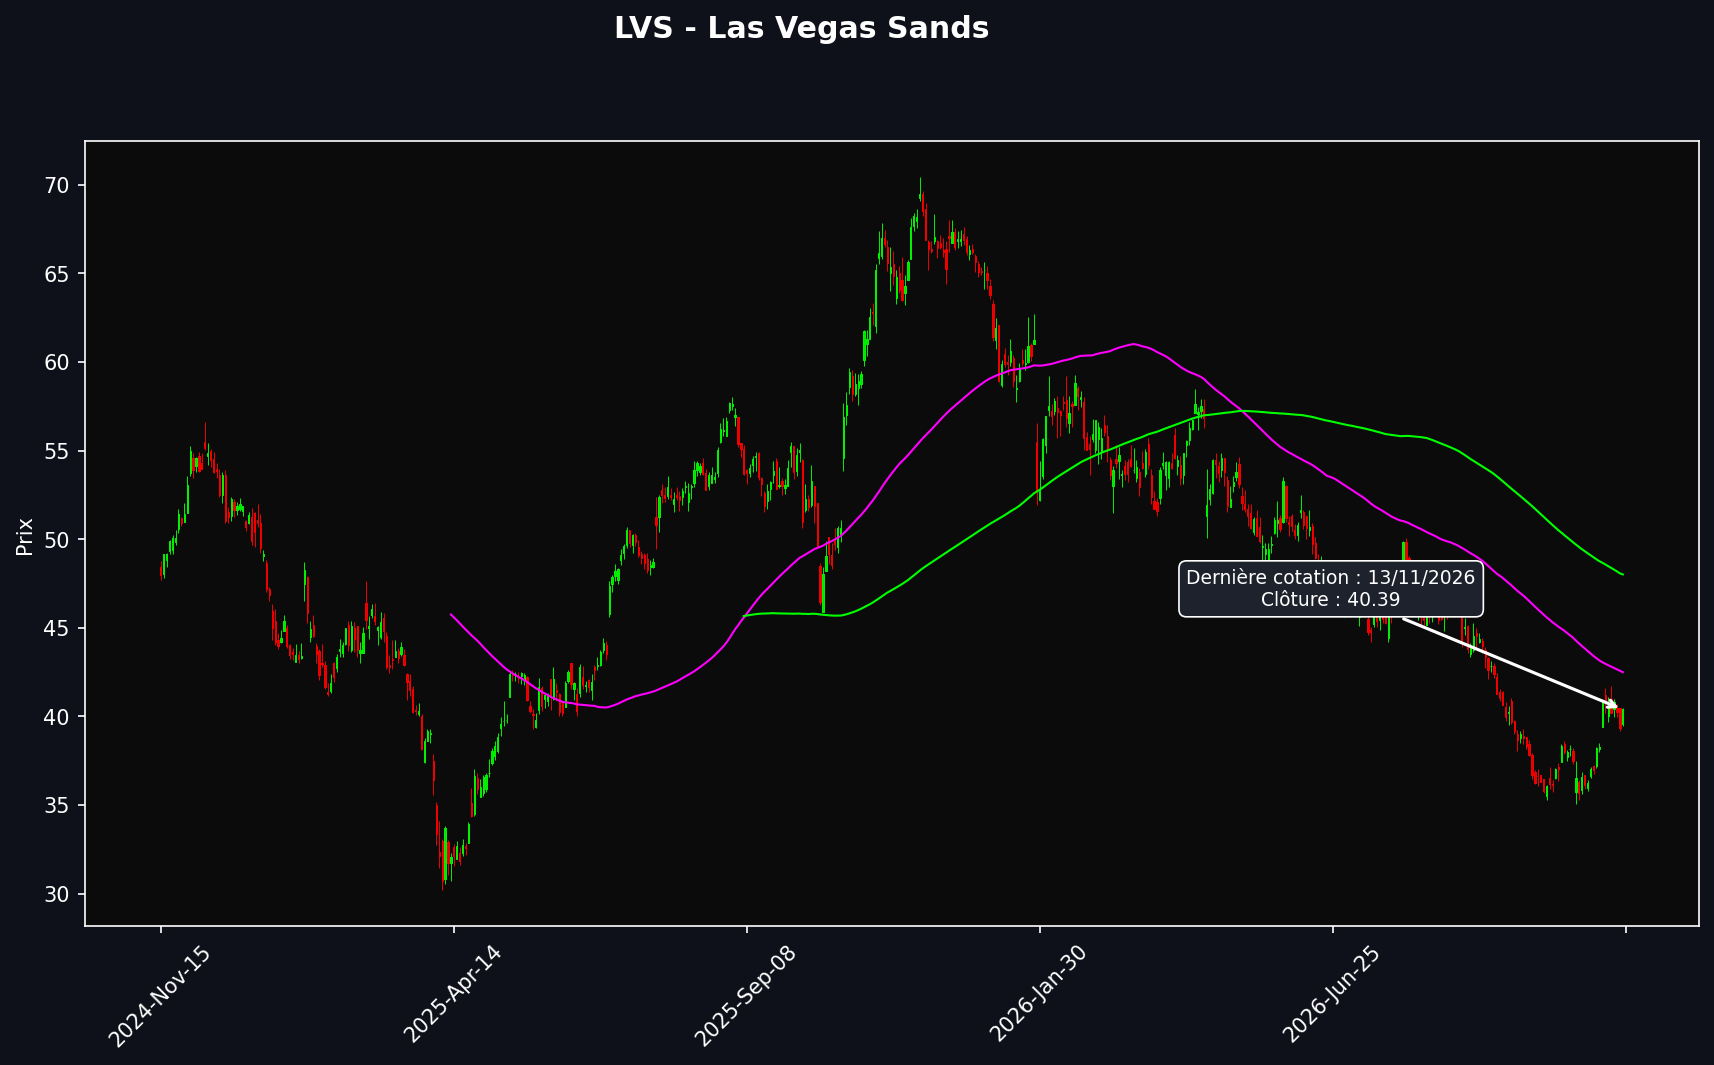 LVS - Las Vegas Sands
Prix
70
65
60
55
50
45
40
35
30
Dernière cotation : 13/11/2026
Clôture : 40.39
2024-Nov-15
2025-Apr-14
2025-Sep-08
2026-Jan-30
2026-Jun-25